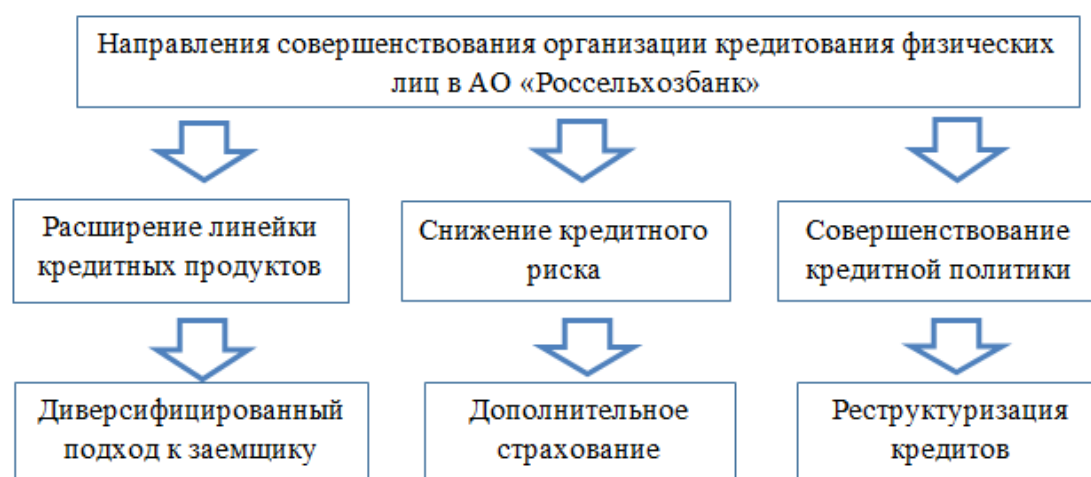 Направления совершенствования организации кредитования физических
лиц в АО «Россельхозбанк»
Расширение линейки
кредитных продуктов
Снижение кредитного
риска
Совершенствование
кредитной политики
Диверсифицированный
подход к заемщику
Дополнительное
страхование
Реструктуризация
кредитов